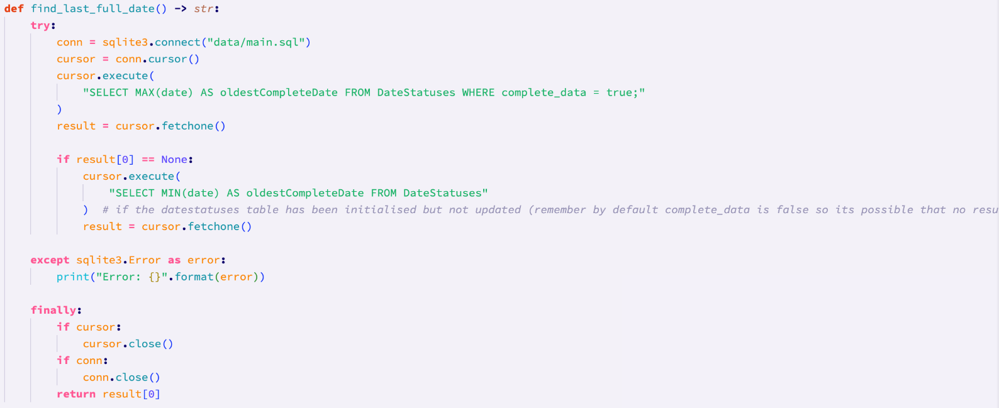 def find_last_full_date() -> str:
    try:
        conn = sqlite3.connect("data/main.sql")
        cursor = conn.cursor()
        cursor.execute(
            "SELECT MAX(date) AS oldestCompleteDate FROM DateStatuses WHERE complete_data = true;"
        )
        result = cursor.fetchone()

        if result[0] == None:
            cursor.execute(
                "SELECT MIN(date) AS oldestCompleteDate FROM DateStatuses"
            )  # if the datestatuses table has been initialised but not updated (remember by default complete_data is false so its possible that no resu
            result = cursor.fetchone()

    except sqlite3.Error as error:
        print("Error: {}".format(error))

    finally:
        if cursor:
            cursor.close()
        if conn:
            conn.close()
        return result[0]